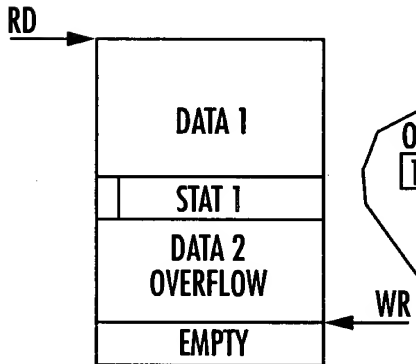 RD
DATA 1
STAT 1
DATA 2
OVERFLOW
WR
EMPTY